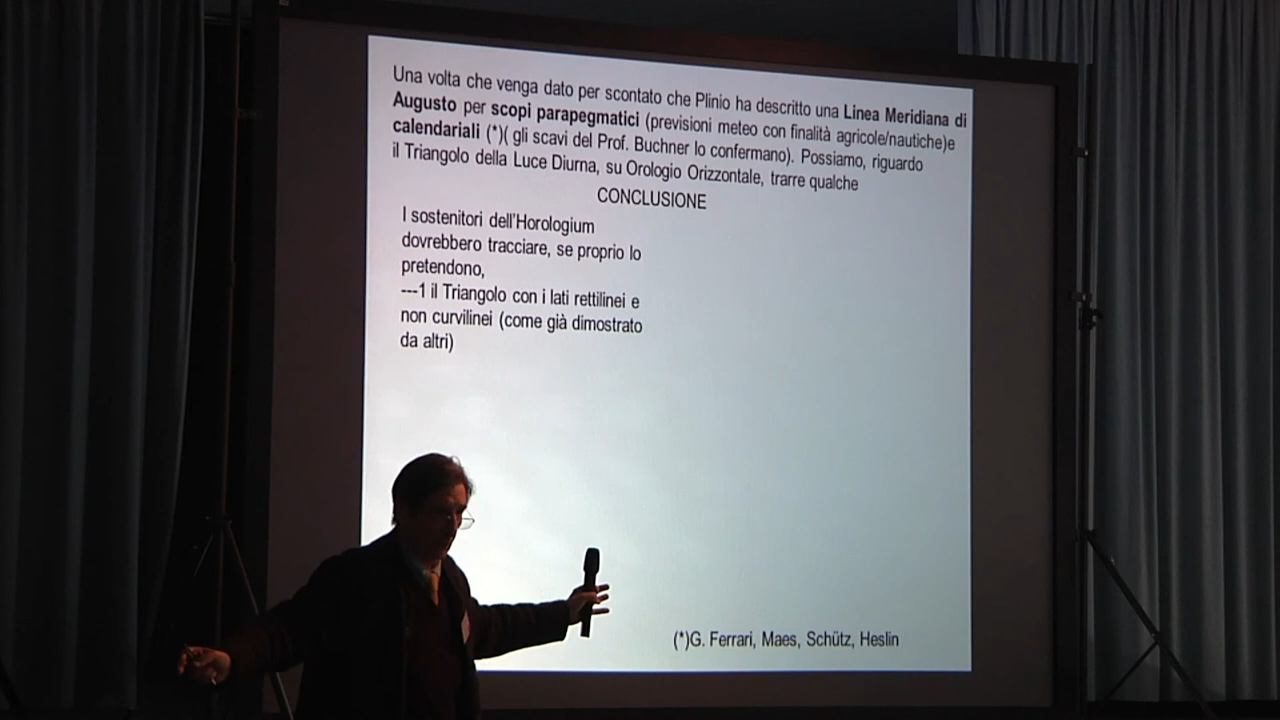 Una volta che venga dato per scontato che Plinio ha descritto una Linea Meridiana di
Augusto per scopi parapegmatici (previsioni meteo con finalità agricole/nautiche)e
calendariali (*)( gli scavi del Prof. Buchner lo confermano). Possiamo, riguardo
il Triangolo della Luce Diurna, su Orologio Orizzontale, trarre qualche
CONCLUSIONE
I sostenitori dell'Horologium
dovrebbero tracciare, se proprio lo
pretendono,
---1 il Triangolo con i lati rettilinei e
non curvilinei (come già dimostrato
da altri)
(*)G. Ferrari, Maes, Schütz, Heslin